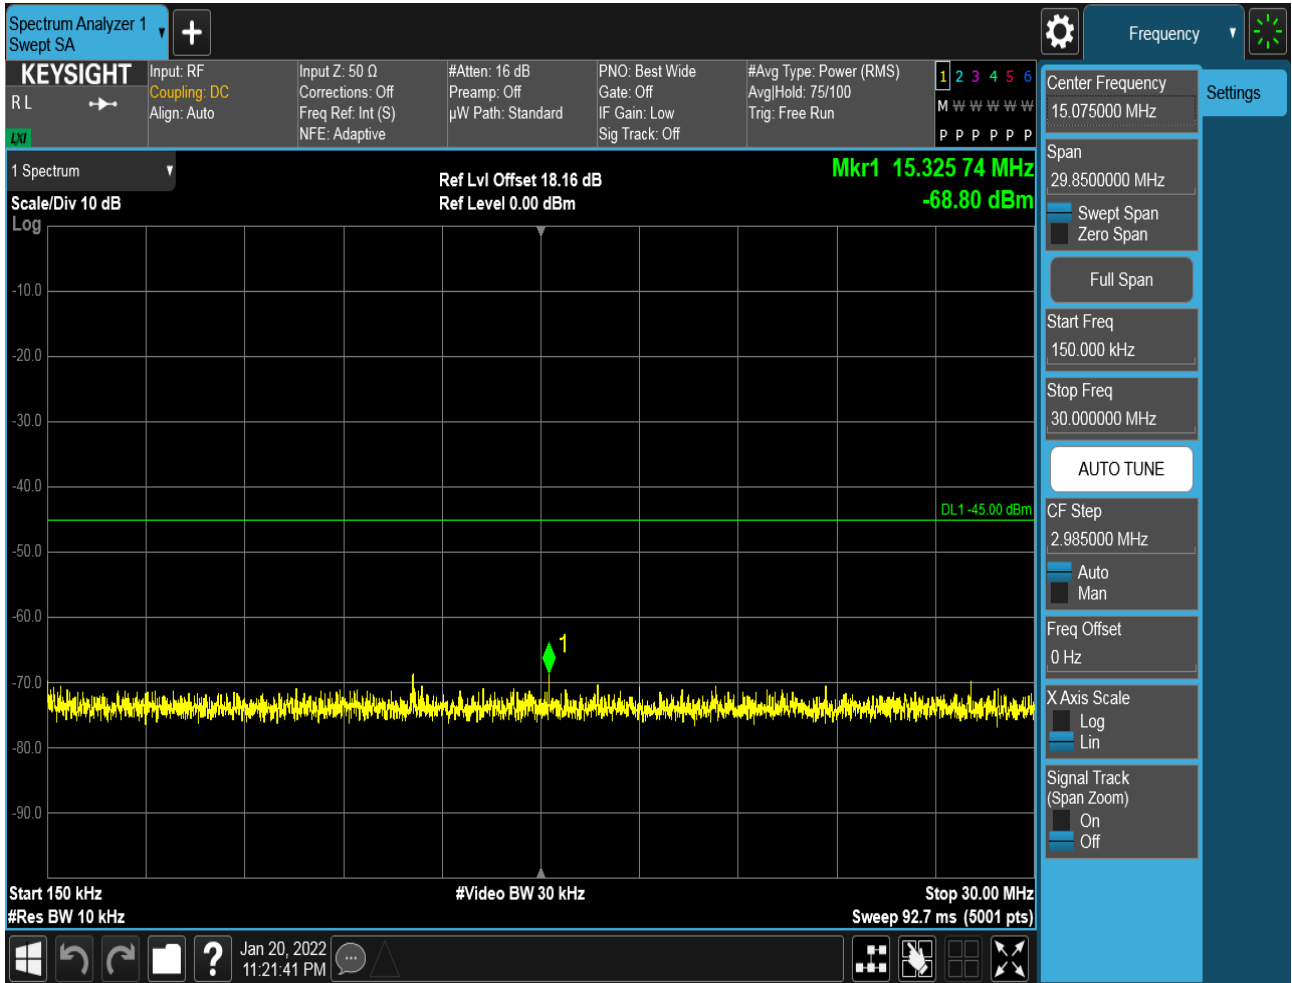 Spectrum Analyzer 1
Swept SA
Frequency
KEYSIGHT
R L
LXI
Input: RF
Coupling: DC
Align: Auto
Input Z: 50 Ω
Corrections: Off
Freq Ref: Int (S)
NFE: Adaptive
#Atten: 16 dB
Preamp: Off
µW Path: Standard
PNO: Best Wide
Gate: Off
IF Gain: Low
Sig Track: Off
#Avg Type: Power (RMS)
Avg|Hold: 75/100
Trig: Free Run
1 2 3 4 5 6
M W W W W W
P P P P P P
1 Spectrum
Scale/Div 10 dB
Log
Ref Lvl Offset 18.16 dB
Ref Level 0.00 dBm
Mkr1 15.325 74 MHz
-68.80 dBm
-10.0
-20.0
-30.0
-40.0
DL1 -45.00 dBm
-50.0
-60.0
1
-70.0
-80.0
-90.0
Start 150 kHz
#Video BW 30 kHz
Stop 30.00 MHz
#Res BW 10 kHz
Sweep 92.7 ms (5001 pts)
Center Frequency
15.075000 MHz
Settings
Span
29.8500000 MHz
Swept Span
Zero Span
Full Span
Start Freq
150.000 kHz
Stop Freq
30.000000 MHz
AUTO TUNE
CF Step
2.985000 MHz
Auto
Man
Freq Offset
0 Hz
X Axis Scale
Log
Lin
Signal Track
(Span Zoom)
On
Off
?
Jan 20, 2022
11:21:41 PM